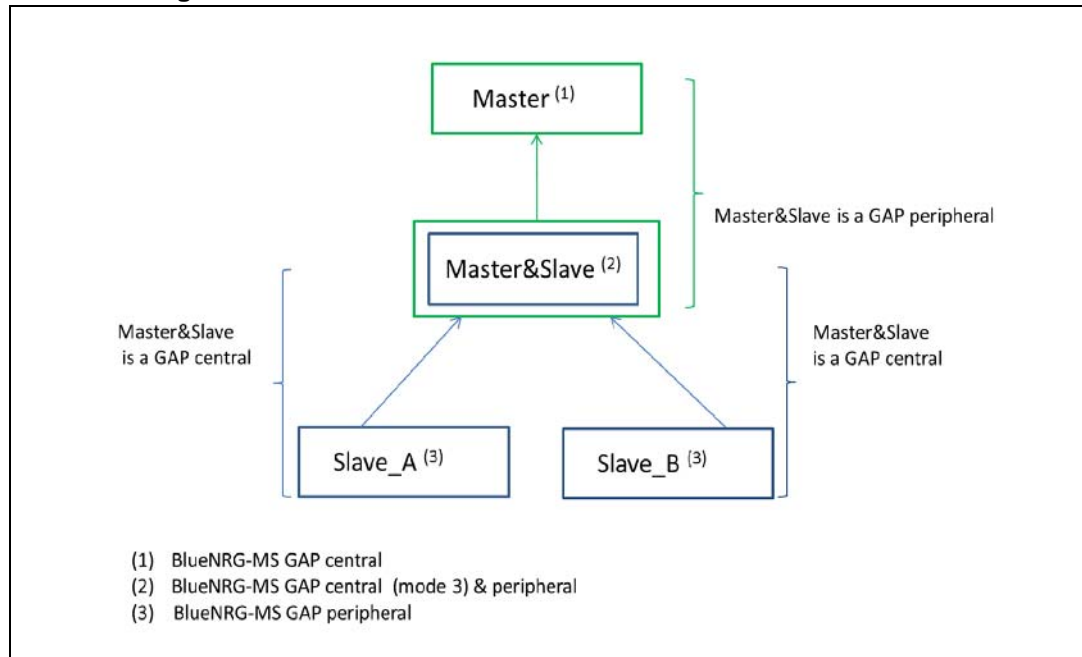 Master (1)
Master&Slave is a GAP peripheral
Master&Slave (2)
Master&Slave
is a GAP central
Master&Slave
is a GAP central
Slave_A (3)
Slave_B (3)
(1) BlueNRG-MS GAP central
(2) BlueNRG-MS GAP central (mode 3) & peripheral
(3) BlueNRG-MS GAP peripheral